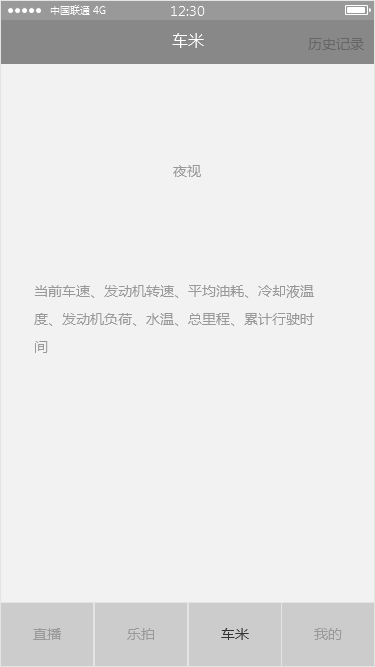 中国联通 4G 12:30
车米 历史记录
夜视
当前车速、发动机转速、平均油耗、冷却液温
度、发动机负荷、水温、总里程、累计行驶时
间
直播 乐拍 车米 我的